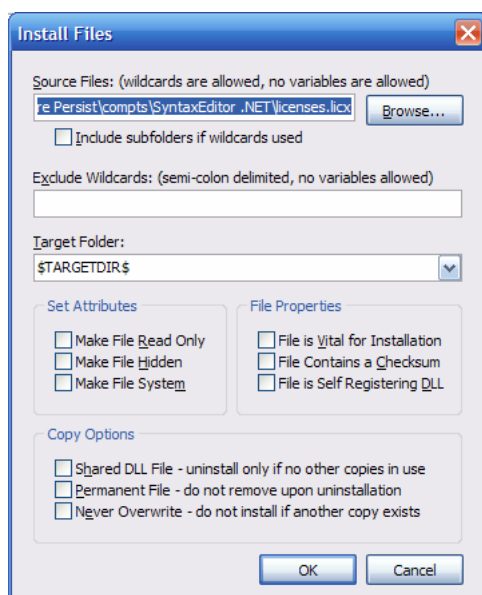 Install Files
Source Files: (wildcards are allowed, no variables are allowed)
re Persist\compts\SyntaxEditor .NET\licenses.licx
Browse...
Include subfolders if wildcards used
Exclude Wildcards: (semi-colon delimited, no variables allowed)
Target Folder:
$TARGETDIR$
Set Attributes
Make File Read Only
Make File Hidden
Make File System
File Properties
File is Vital for Installation
File Contains a Checksum
File is Self Registering DLL
Copy Options
Shared DLL File - uninstall only if no other copies in use
Permanent File - do not remove upon uninstallation
Never Overwrite - do not install if another copy exists
OK
Cancel